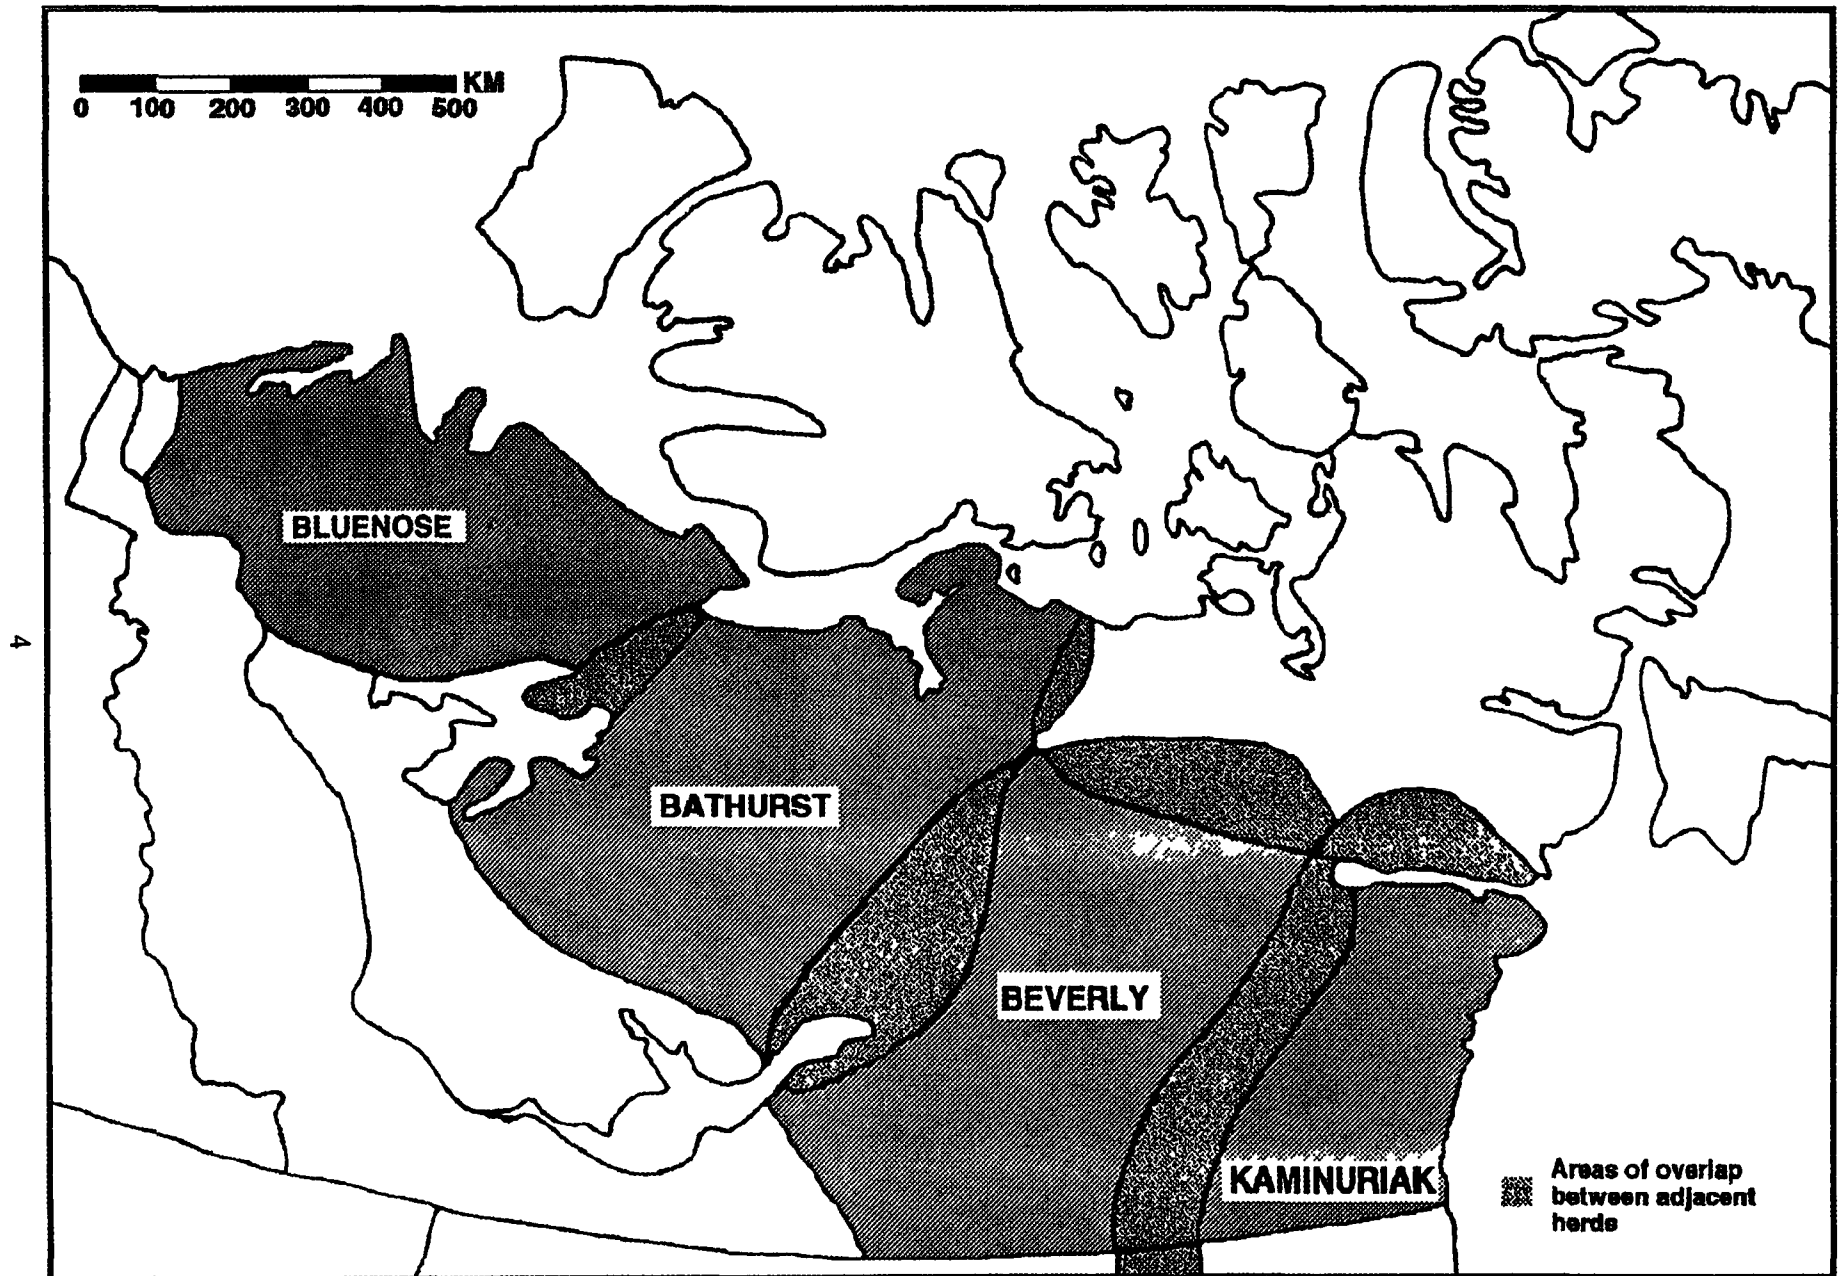 KM
0 100 200 300 400 500
BLUENOSE
4
BATHURST
BEVERLY
KAMINURIAK
Areas of overlap
between adjacent
herds